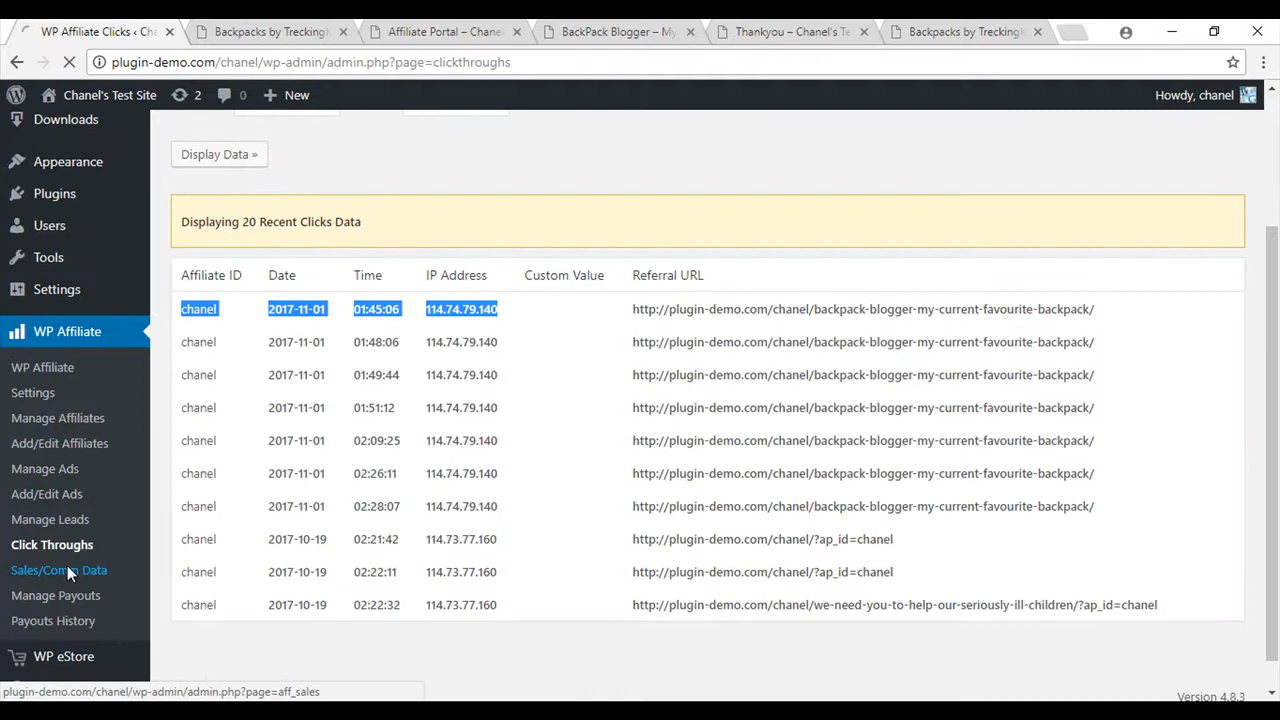 WP Affiliate Clicks ‹ Cha
Backpacks by Trecking
Affiliate Portal – Chanel
BackPack Blogger – My
Thankyou – Chanel's Te
Backpacks by Trecking
plugin-demo.com/chanel/wp-admin/admin.php?page=clickthroughs
Chanel's Test Site
2
0
New
Howdy, chanel
Downloads
Appearance
Plugins
Users
Tools
Settings
WP Affiliate
WP Affiliate
Settings
Manage Affiliates
Add/Edit Affiliates
Manage Ads
Add/Edit Ads
Manage Leads
Click Throughs
Sales/Comm Data
Manage Payouts
Payouts History
WP eStore
Display Data »
Displaying 20 Recent Clicks Data
Affiliate ID Date Time IP Address Custom Value Referral URL
chanel 2017-11-01 01:45:06 114.74.79.140 http://plugin-demo.com/chanel/backpack-blogger-my-current-favourite-backpack/
chanel 2017-11-01 01:48:06 114.74.79.140 http://plugin-demo.com/chanel/backpack-blogger-my-current-favourite-backpack/
chanel 2017-11-01 01:49:44 114.74.79.140 http://plugin-demo.com/chanel/backpack-blogger-my-current-favourite-backpack/
chanel 2017-11-01 01:51:12 114.74.79.140 http://plugin-demo.com/chanel/backpack-blogger-my-current-favourite-backpack/
chanel 2017-11-01 02:09:25 114.74.79.140 http://plugin-demo.com/chanel/backpack-blogger-my-current-favourite-backpack/
chanel 2017-11-01 02:26:11 114.74.79.140 http://plugin-demo.com/chanel/backpack-blogger-my-current-favourite-backpack/
chanel 2017-11-01 02:28:07 114.74.79.140 http://plugin-demo.com/chanel/backpack-blogger-my-current-favourite-backpack/
chanel 2017-10-19 02:21:42 114.73.77.160 http://plugin-demo.com/chanel/?ap_id=chanel
chanel 2017-10-19 02:22:11 114.73.77.160 http://plugin-demo.com/chanel/?ap_id=chanel
chanel 2017-10-19 02:22:32 114.73.77.160 http://plugin-demo.com/chanel/we-need-you-to-help-our-seriously-ill-children/?ap_id=chanel
plugin-demo.com/chanel/wp-admin/admin.php?page=aff_sales
Version 4.8.3